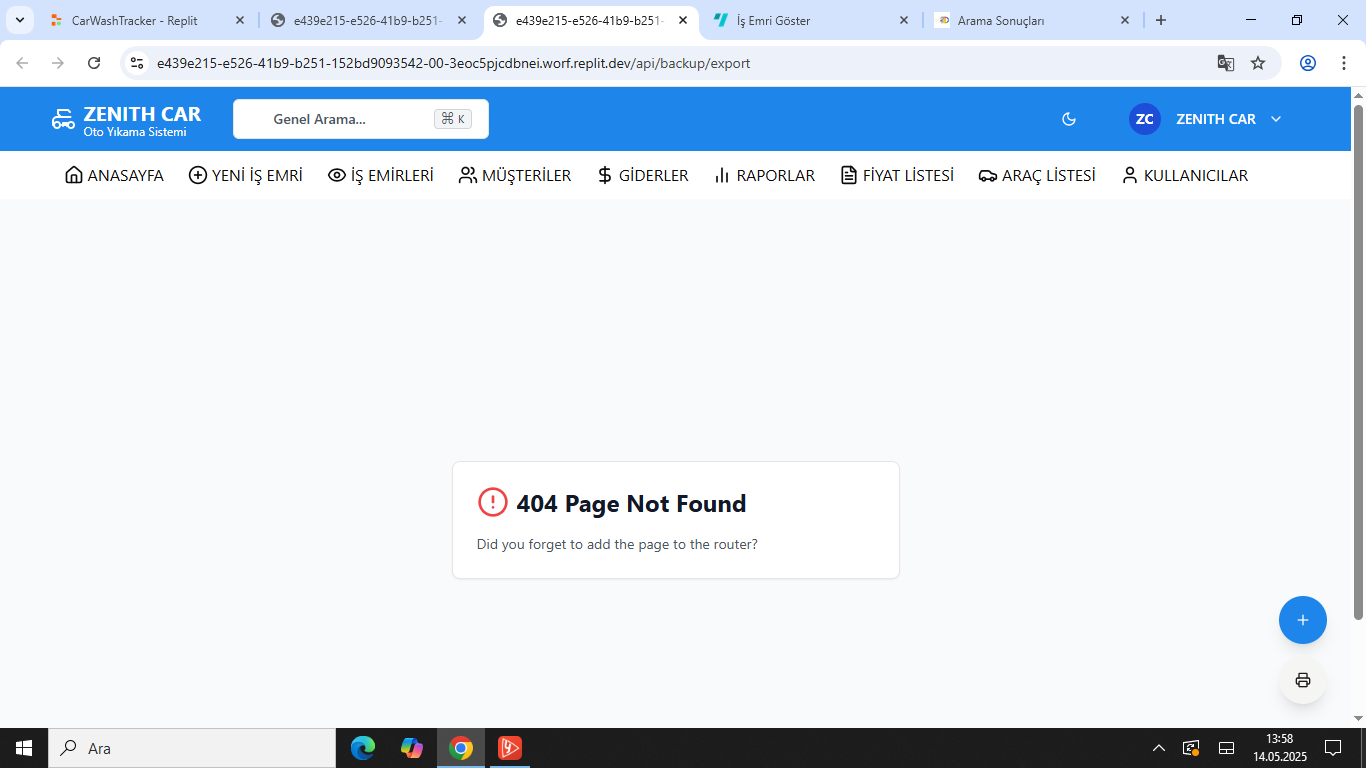 CarWashTracker - Replit
e439e215-e526-41b9-b251-
e439e215-e526-41b9-b251-
İş Emri Göster
Arama Sonuçları
e439e215-e526-41b9-b251-152bd9093542-00-3eoc5pjcdbnei.worf.replit.dev/api/backup/export
ZENITH CAR
Oto Yıkama Sistemi
Genel Arama...
⌘ K
ZC
ZENITH CAR
ANASAYFA
YENİ İŞ EMRİ
İŞ EMİRLERİ
MÜŞTERİLER
GİDERLER
RAPORLAR
FİYAT LİSTESİ
ARAÇ LİSTESİ
KULLANICILAR
404 Page Not Found
Did you forget to add the page to the router?
Ara
13:58
14.05.2025